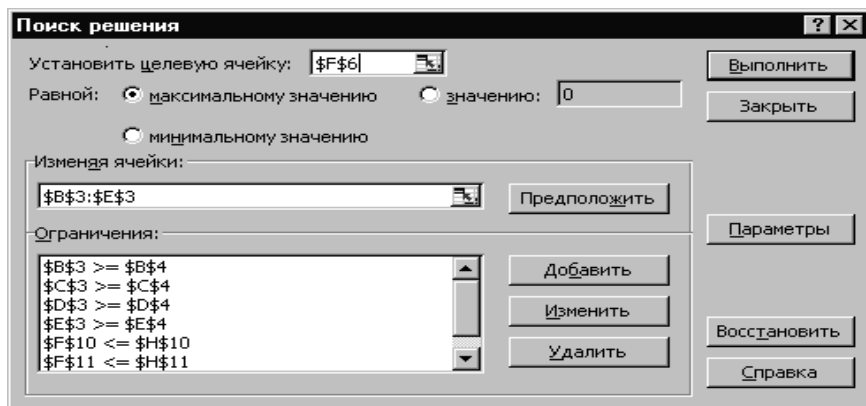 Поиск решения
Установить целевую ячейку: $F$6
Выполнить
Равной: максимальному значению значению: 0
Закрыть
минимальному значению
Изменяя ячейки:
$B$3:$E$3
Предположить
Параметры
Ограничения:
$B$3 >= $B$4
$C$3 >= $C$4
$D$3 >= $D$4
$E$3 >= $E$4
$F$10 <= $H$10
$F$11 <= $H$11
Добавить
Изменить
Удалить
Восстановить
Справка